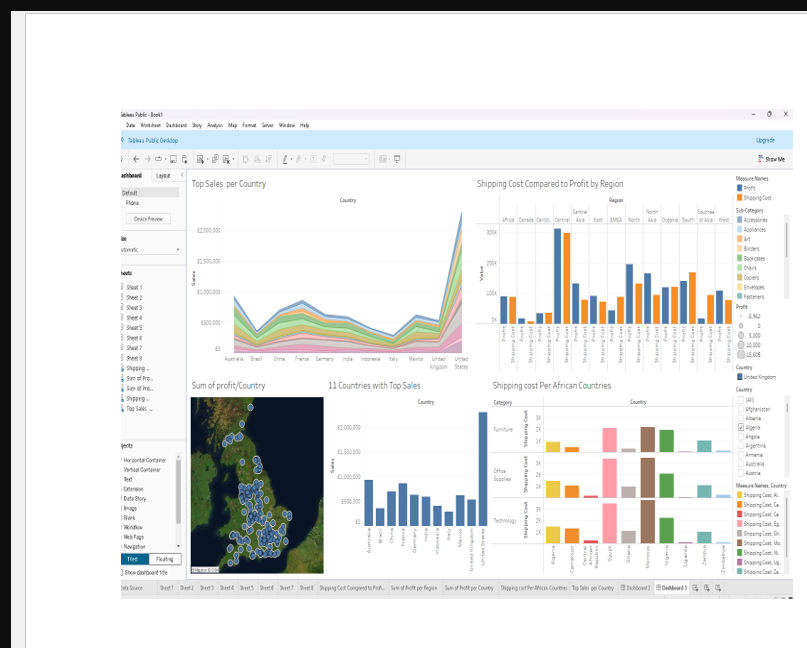 Tableau Public - Book1
Data Worksheet Dashboard Story Analysis Map Format Server Window Help
Tableau Public Desktop
Upgrade
Show Me
Layout
Default
Phone
Device Preview
Sheet 1
Sheet 2
Sheet 3
Sheet 4
Sheet 5
Sheet 6
Sheet 7
Sheet 8
Shipping ...
Sum of Pro...
Sum of Pro...
Shipping ...
Top Sales ...
Horizontal Container
Vertical Container
Text
Extension
Data Story
Image
Blank
Workflow
Web Page
Navigation
Tiled Floating
Show dashboard title
Top Sales per Country
Country
Sales
£2,000,000
£1,500,000
£1,000,000
£500,000
£0
Australia Brazil China France Germany India Indonesia Italy Mexico United Kingdom United States
Shipping Cost Compared to Profit by Region
Region
Africa Canada Central Central Asia East EMEA North North Asia Oceania South Southeast Asia West
Value
300K
200K
100K
0K
Profit
Shipping Cost
Sum of profit/Country
11 Countries with Top Sales
Country
Sales
£2,000,000
£1,500,000
£1,000,000
£500,000
£0
Australia Brazil China France Germany India Indonesia Italy Mexico United Kingdom United States
Shipping cost Per African Countries
Category
Country
Furniture
Office Supplies
Technology
Shipping Cost
3K
2K
1K
Algeria Cameroon Central African Republic Egypt Ghana Morocco Nigeria Uganda Zambia Zimbabwe
Measure Names
Profit
Shipping Cost
Sub-Category
Accessories
Appliances
Art
Binders
Bookcases
Chairs
Copiers
Envelopes
Fasteners
Profit
0
5,000
10,000
15,605
Country
United Kingdom
Country
(All)
Afghanistan
Albania
Algeria
Angola
Argentina
Armenia
Australia
Austria
Measure Names, Country
Shipping Cost, Al...
Shipping Cost, Ca...
Shipping Cost, Ce...
Shipping Cost, Eg...
Shipping Cost, Gh...
Shipping Cost, Mo...
Shipping Cost, Ni...
Shipping Cost, Ug...
Shipping Cost, Za...
Data Source Sheet 1 Sheet 2 Sheet 3 Sheet 4 Sheet 5 Sheet 6 Sheet 7 Sheet 8 Shipping Cost Compared to Profi... Sum of Profit per Region Sum of Profit per Country Shipping cost Per African Countries Top Sales per Country Dashboard 2 Dashboard 3